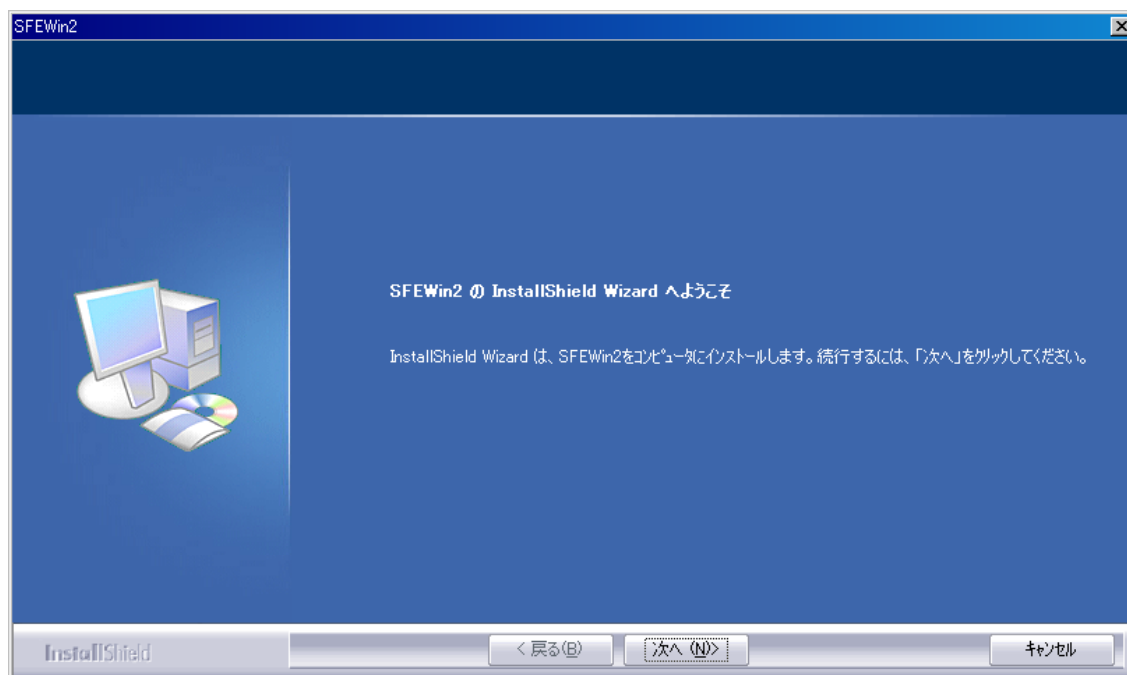 SFEWin2
SFEWin2 の InstallShield Wizard へようこそ
InstallShield Wizard は、SFEWin2をｺﾝﾋﾟｭｰﾀにインストールします。続行するには、「次へ」をｸﾘｯｸしてください。
InstallShield
< 戻る(B)
次へ (N)>
ｷｬﾝｾﾙ